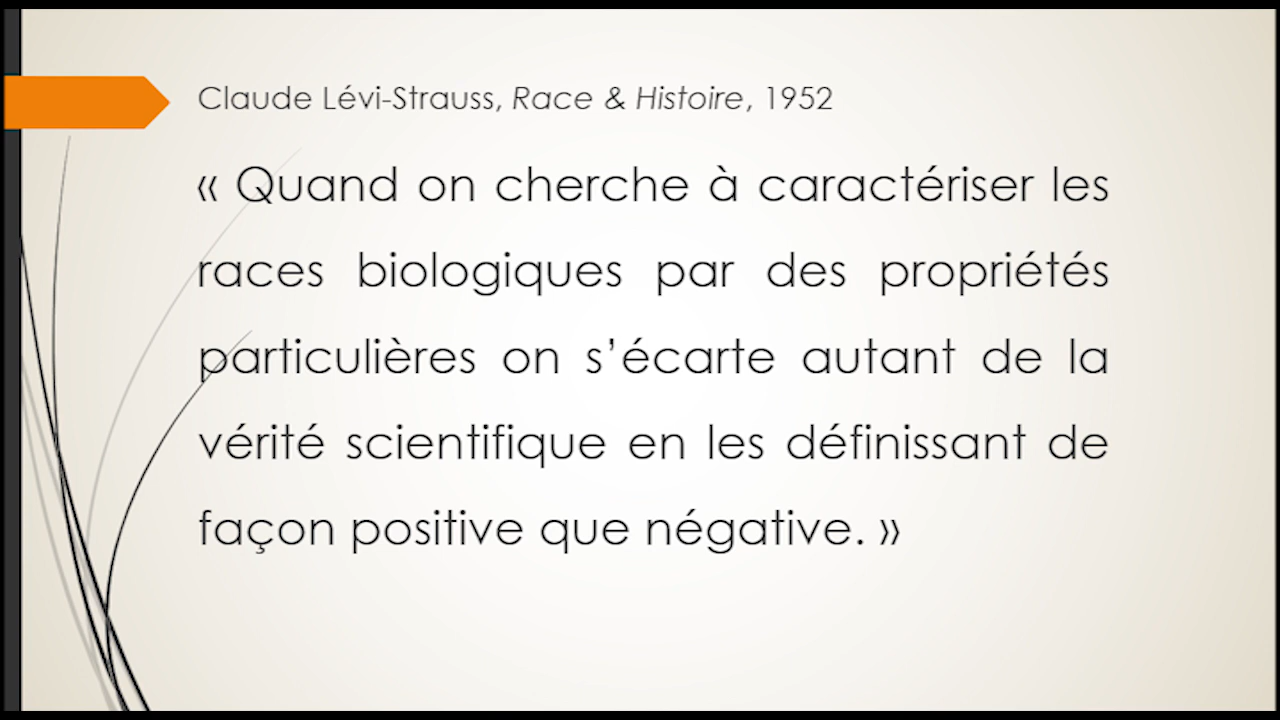 Claude Lévi-Strauss, Race & Histoire, 1952
« Quand on cherche à caractériser les
races biologiques par des propriétés
particulières on s’écarte autant de la
vérité scientifique en les définissant de
façon positive que négative. »